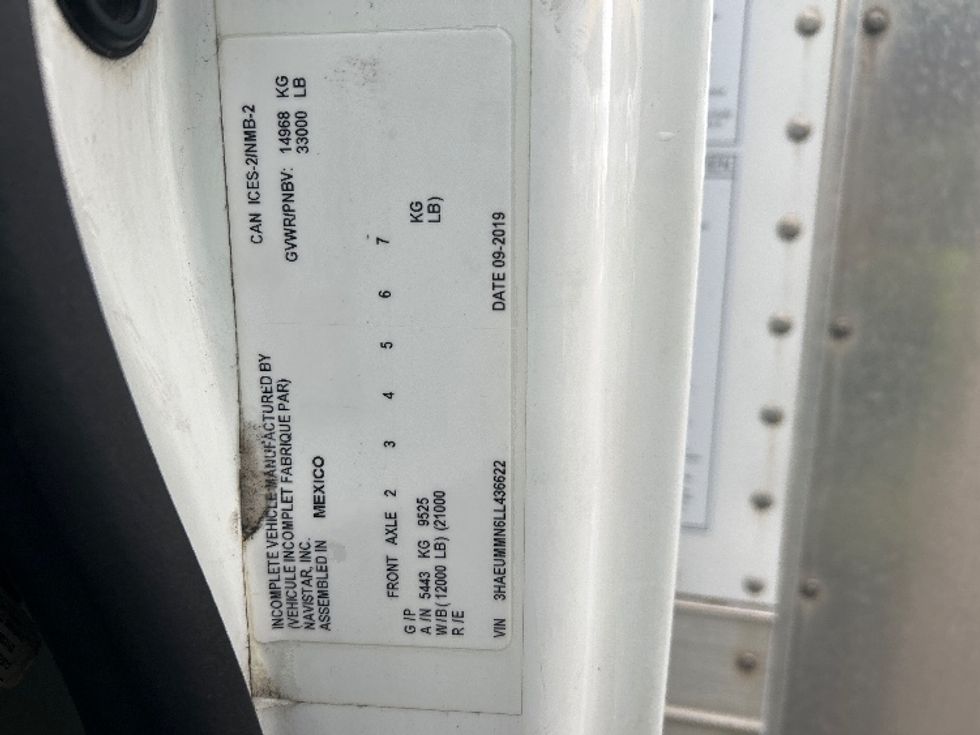 CAN ICES-2/NMB-2
GVWR/PNBV: 14968 KG
33000 LB
INCOMPLETE VEHICLE MANUFACTURED BY
(VEHICULE INCOMPLET FABRIQUE PAR)
NAVISTAR, INC.
ASSEMBLED IN MEXICO
FRONT AXLE 2 3 4 5 6 7
G /P
A /N 5443 KG 9525 KG
W/B (12000 LB) (21000 LB)
R /E
VIN 3HAEUMMN6LL436622 DATE 09-2019